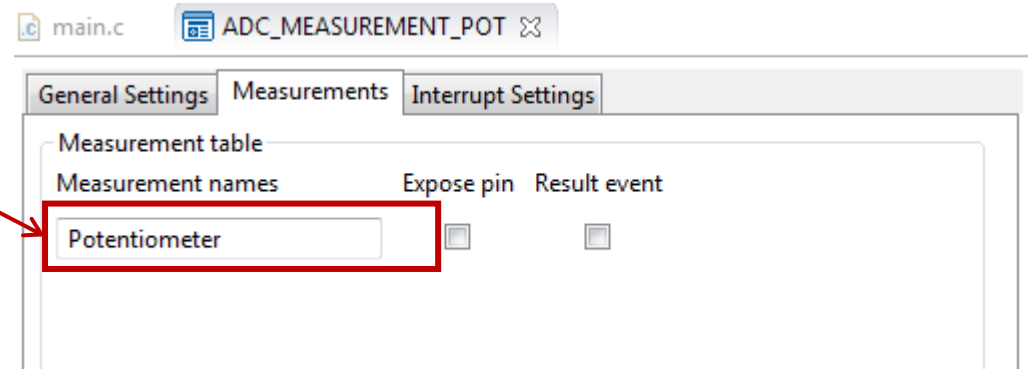 main.c ADC_MEASUREMENT_POT
General Settings Measurements Interrupt Settings
Measurement table
Measurement names Expose pin Result event
Potentiometer